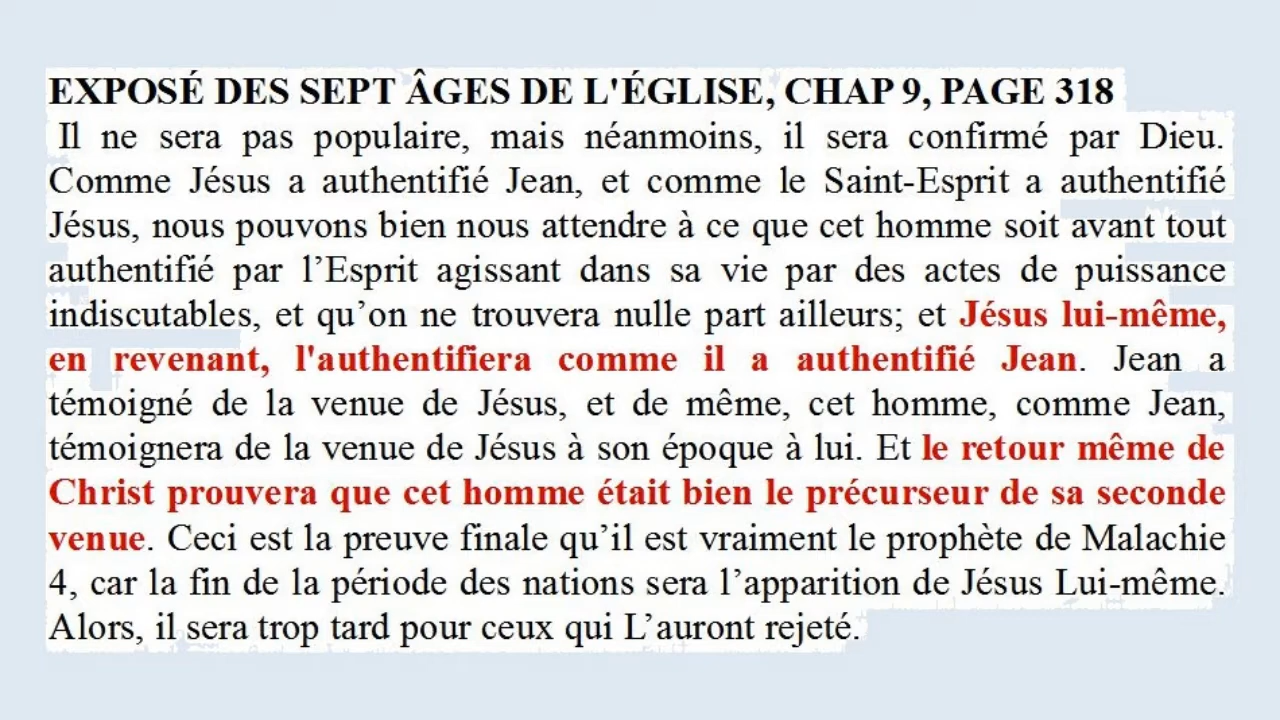 EXPOSÉ DES SEPT ÂGES DE L'ÉGLISE, CHAP 9, PAGE 318
Il ne sera pas populaire, mais néanmoins, il sera confirmé par Dieu.
Comme Jésus a authentifié Jean, et comme le Saint-Esprit a authentifié
Jésus, nous pouvons bien nous attendre à ce que cet homme soit avant tout
authentifié par l’Esprit agissant dans sa vie par des actes de puissance
indiscutables, et qu’on ne trouvera nulle part ailleurs; et Jésus lui-même,
en revenant, l'authentifiera comme il a authentifié Jean. Jean a
témoigné de la venue de Jésus, et de même, cet homme, comme Jean,
témoignera de la venue de Jésus à son époque à lui. Et le retour même de
Christ prouvera que cet homme était bien le précurseur de sa seconde
venue. Ceci est la preuve finale qu’il est vraiment le prophète de Malachie
4, car la fin de la période des nations sera l’apparition de Jésus Lui-même.
Alors, il sera trop tard pour ceux qui L’auront rejeté.